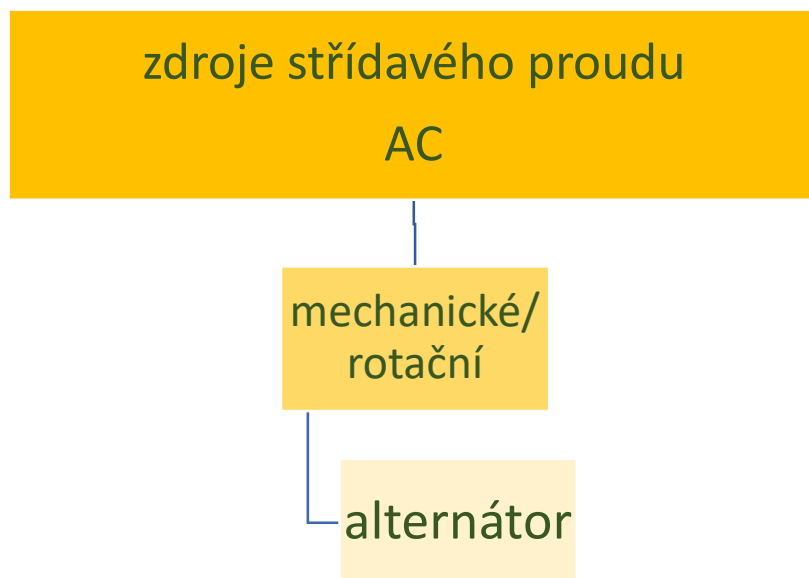 zdroje střídavého proudu
AC
mechanické/
rotační
alternátor